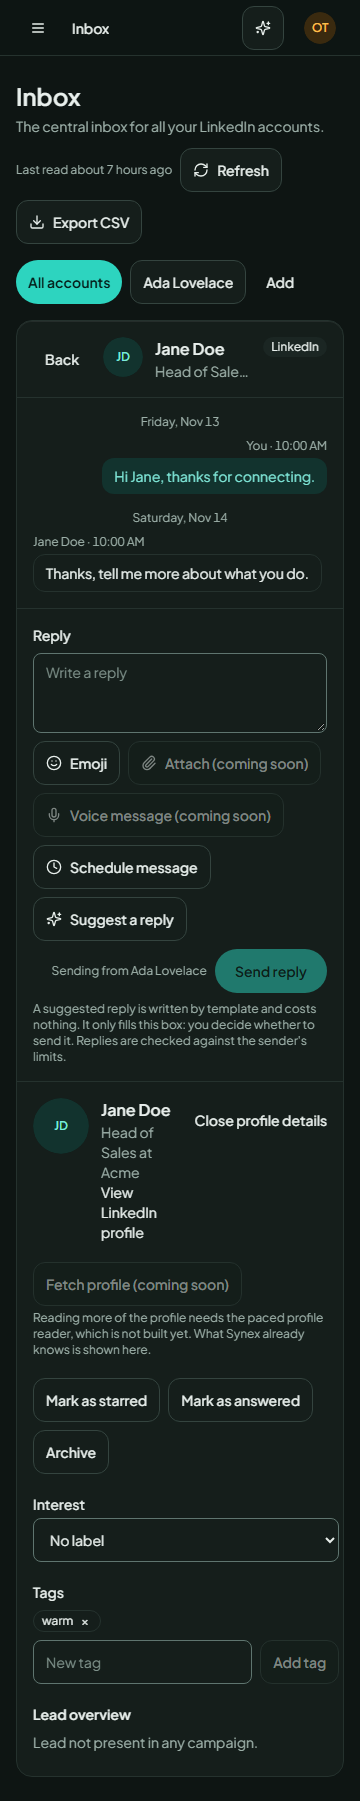 Inbox
OT
Inbox
The central inbox for all your LinkedIn accounts.
Last read about 7 hours ago
Refresh
Export CSV
All accounts
Ada Lovelace
Add
Back
JD
Jane Doe
LinkedIn
Head of Sale…
Friday, Nov 13
You · 10:00 AM
Hi Jane, thanks for connecting.
Saturday, Nov 14
Jane Doe · 10:00 AM
Thanks, tell me more about what you do.
Reply
Write a reply
Emoji
Attach (coming soon)
Voice message (coming soon)
Schedule message
Suggest a reply
Sending from Ada Lovelace
Send reply
A suggested reply is written by template and costs
nothing. It only fills this box: you decide whether to
send it. Replies are checked against the sender's
limits.
JD
Jane Doe
Close profile details
Head of
Sales at
Acme
View
LinkedIn
profile
Fetch profile (coming soon)
Reading more of the profile needs the paced profile
reader, which is not built yet. What Synex already
knows is shown here.
Mark as starred
Mark as answered
Archive
Interest
No label
Tags
warm ×
New tag
Add tag
Lead overview
Lead not present in any campaign.